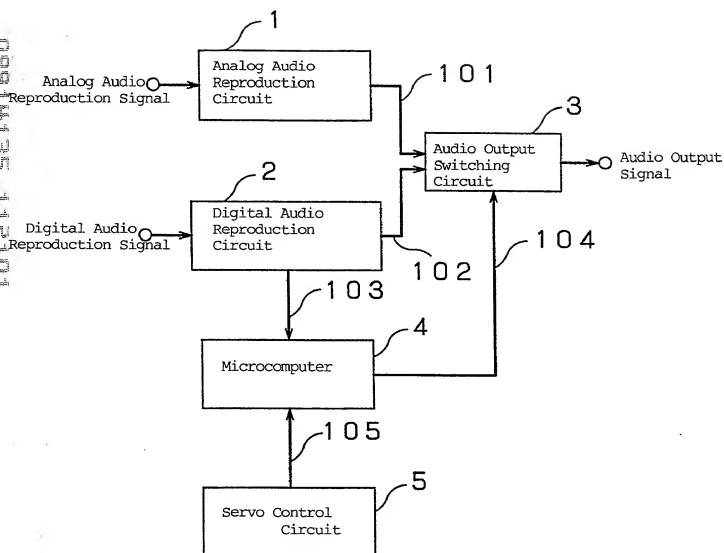 1
Analog Audio
Reproduction
Circuit
Analog Audio
Reproduction Signal
101
3
Audio Output
Switching
Circuit
Audio Output
Signal
2
Digital Audio
Reproduction
Circuit
Digital Audio
Reproduction Signal
102
104
103
4
Microcomputer
105
5
Servo Control
Circuit